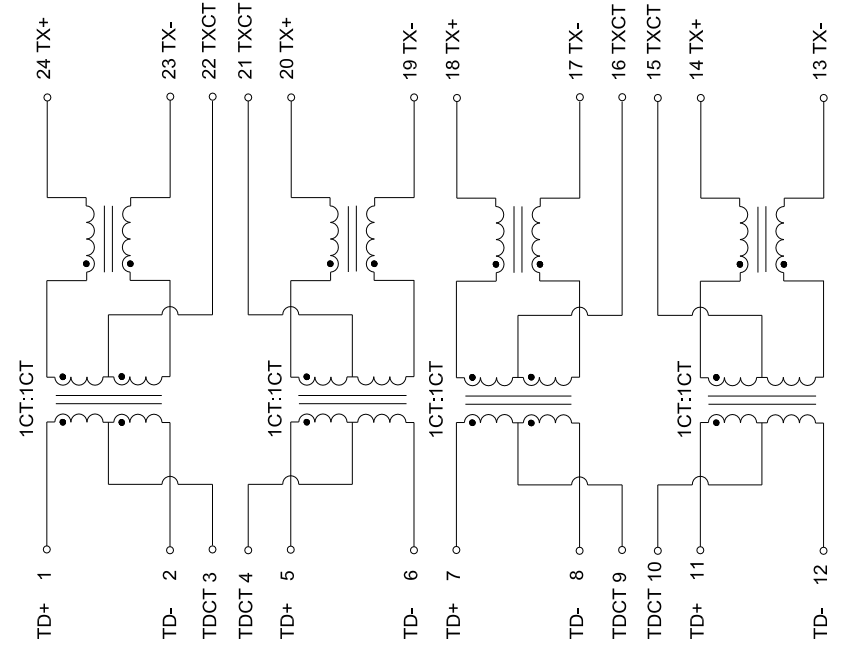 24 TX+
23 TX-
22 TXCT
21 TXCT
20 TX+
19 TX-
18 TX+
17 TX-
16 TXCT
15 TXCT
14 TX+
13 TX-
1CT:1CT
1CT:1CT
1CT:1CT
1CT:1CT
TD+ 1
TD- 2
TDCT 3
TDCT 4
TD+ 5
TD- 6
TD+ 7
TD- 8
TDCT 9
TDCT 10
TD+ 11
TD- 12